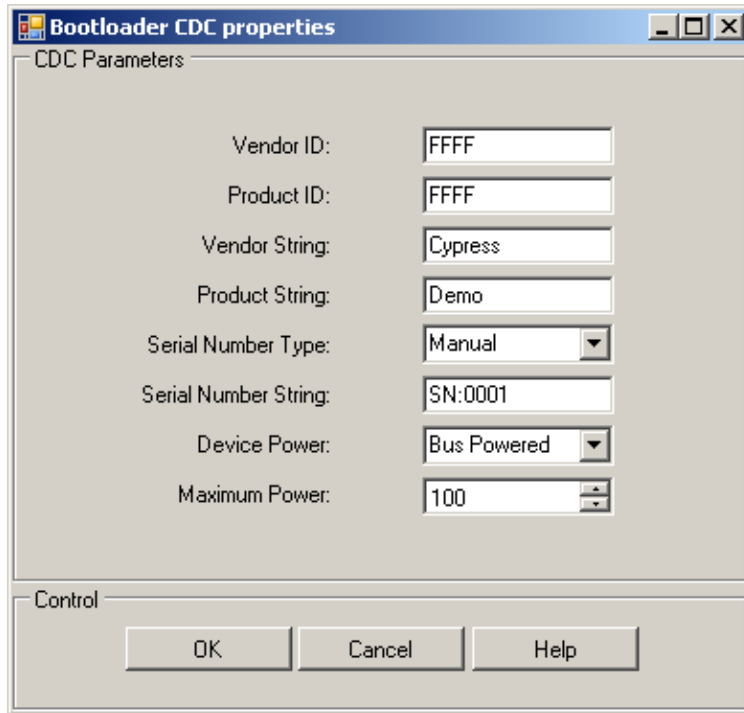 Bootloader CDC properties
CDC Parameters
Vendor ID: FFFF
Product ID: FFFF
Vendor String: Cypress
Product String: Demo
Serial Number Type: Manual
Serial Number String: SN:0001
Device Power: Bus Powered
Maximum Power: 100
Control
OK Cancel Help